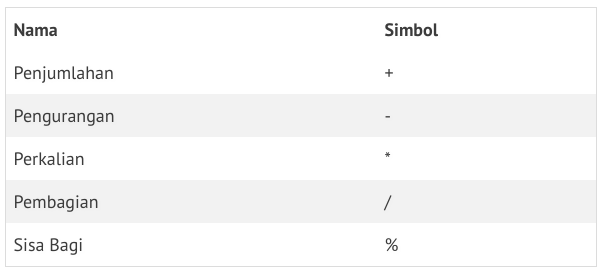 Nama Simbol
Penjumlahan +
Pengurangan -
Perkalian *
Pembagian /
Sisa Bagi %